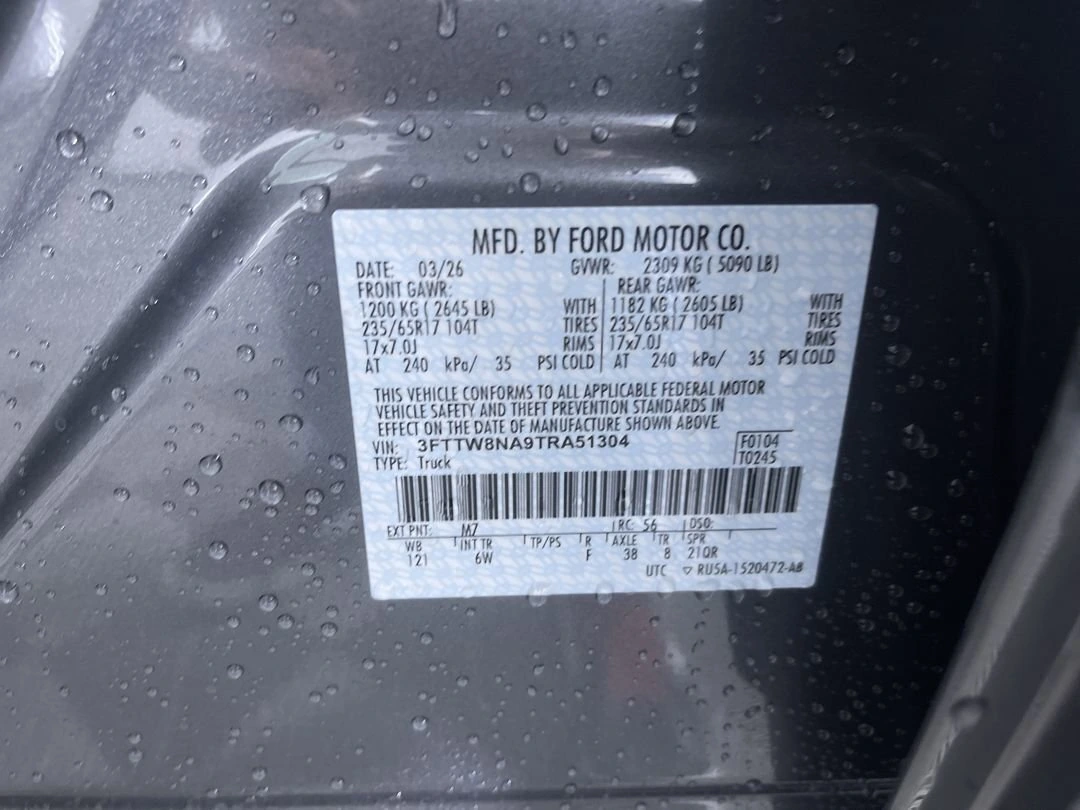 MFD. BY FORD MOTOR CO.
DATE: 03/26 GVWR: 2309 KG ( 5090 LB)
FRONT GAWR: REAR GAWR:
1200 KG ( 2645 LB) WITH 1182 KG ( 2605 LB) WITH
235/65R17 104T TIRES 235/65R17 104T TIRES
17x7.0J RIMS 17x7.0J RIMS
AT 240 kPa/ 35 PSI COLD AT 240 kPa/ 35 PSI COLD
THIS VEHICLE CONFORMS TO ALL APPLICABLE FEDERAL MOTOR
VEHICLE SAFETY AND THEFT PREVENTION STANDARDS IN
EFFECT ON THE DATE OF MANUFACTURE SHOWN ABOVE.
VIN: 3FTTW8NA9TRA51304 F0104
TYPE: Truck T0245
EXT PNT: M7 RC: 56 DSO:
WB INT TR TP/PS R AXLE TR SPR
121 6W F 38 8 21QR
UTC ▽ RU5A-1520472-AB